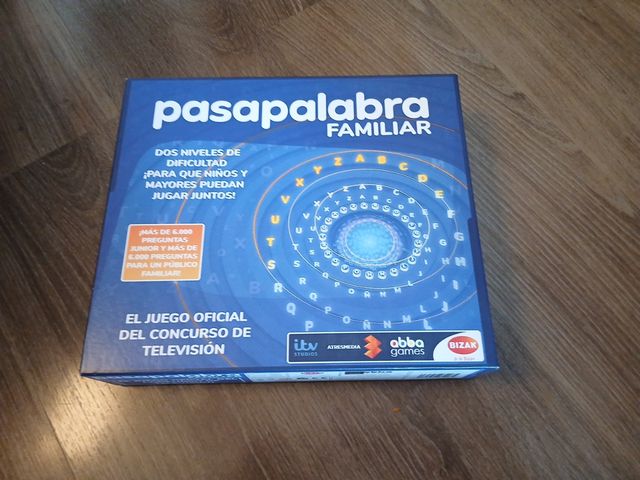 pasapalabra
FAMILIAR
DOS NIVELES DE
DIFICULTAD
¡PARA QUE NIÑOS Y
MAYORES PUEDAN
JUGAR JUNTOS!
¡MÁS DE 6.000
PREGUNTAS
JUNIOR Y MÁS DE
6.000 PREGUNTAS
PARA UN PÚBLICO
FAMILIAR!
EL JUEGO OFICIAL
DEL CONCURSO DE
TELEVISIÓN
itv
STUDIOS
ATRESMEDIA
abba
games
BIZAK